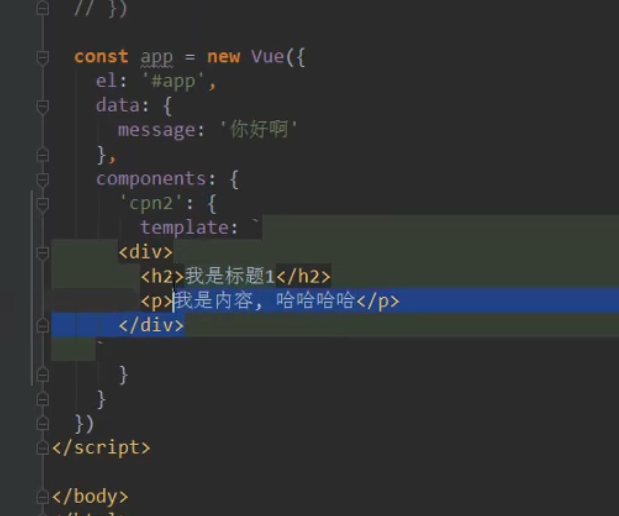 // })
const app = new Vue({
el: '#app',
data: {
message: '你好啊'
},
components: {
'cpn2': {
template: `
<div>
<h2>我是标题1</h2>
<p>我是内容, 哈哈哈哈</p>
</div>
`
}
}
})
</script>
</body>
</html>